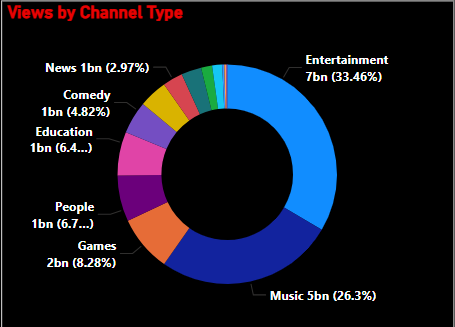 Views by Channel Type
Entertainment
7bn (33.46%)
News 1bn (2.97%)
Comedy
1bn (4.82%)
Education
1bn (6.4...)
People
1bn (6.7...)
Games
2bn (8.28%)
Music 5bn (26.3%)